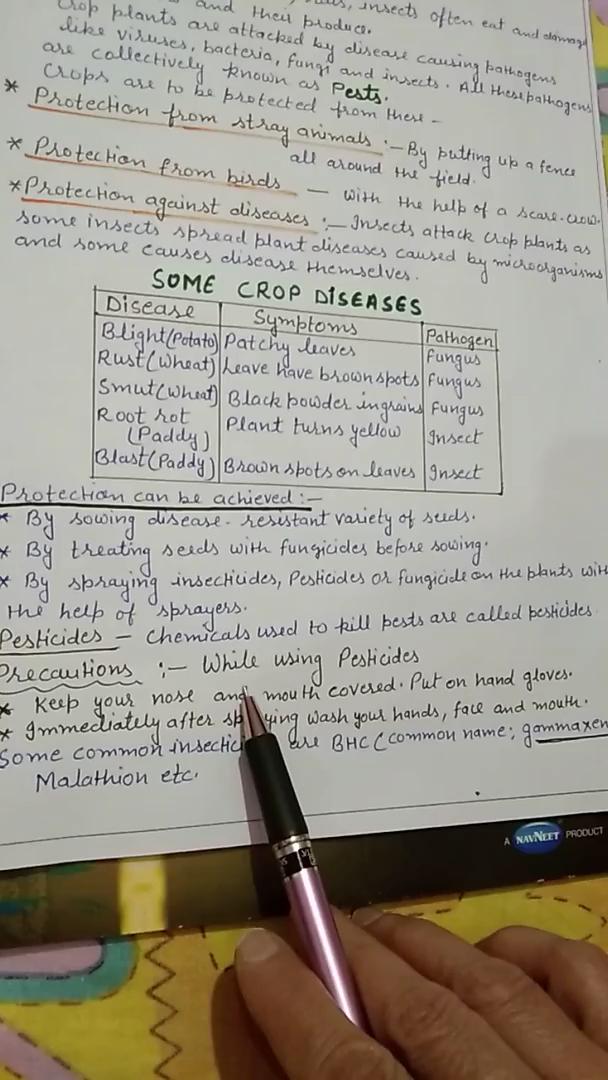 and their produce. insects often eat and damage
Crop plants are attacked by disease causing pathogens
like viruses, bacteria, fungi and insects. All these pathogens
are collectively known as Pests.
Crops are to be protected from these –
* Protection from stray animals :– By putting up a fence
all around the field.
* Protection from birds — With the help of a scare-crow.
* Protection against diseases :– Insects attack crop plants as
some insects spread plant diseases caused by microorganisms
and some causes disease themselves.
SOME CROP DISEASES
Disease Symptoms Pathogen
Blight(Potato) Patchy leaves Fungus
Rust(Wheat) Leave have brown spots Fungus
Smut(Wheat) Black powder in grains Fungus
Root rot Plant turns yellow Insect
(Paddy)
Blast(Paddy) Brown spots on leaves Insect
Protection can be achieved :–
* By sowing disease-resistant variety of seeds.
* By treating seeds with fungicides before sowing.
* By spraying insecticides, Pesticides or fungicide on the plants with
the help of sprayers.
Pesticides – Chemicals used to kill pests are called pesticides
Precautions :– While using Pesticides
* Keep your nose and mouth covered. Put on hand gloves.
* Immediately after spraying wash your hands, face and mouth.
Some common are BHC (common name; gammaxen
Malathion etc.
A NAVNEET PRODUCT